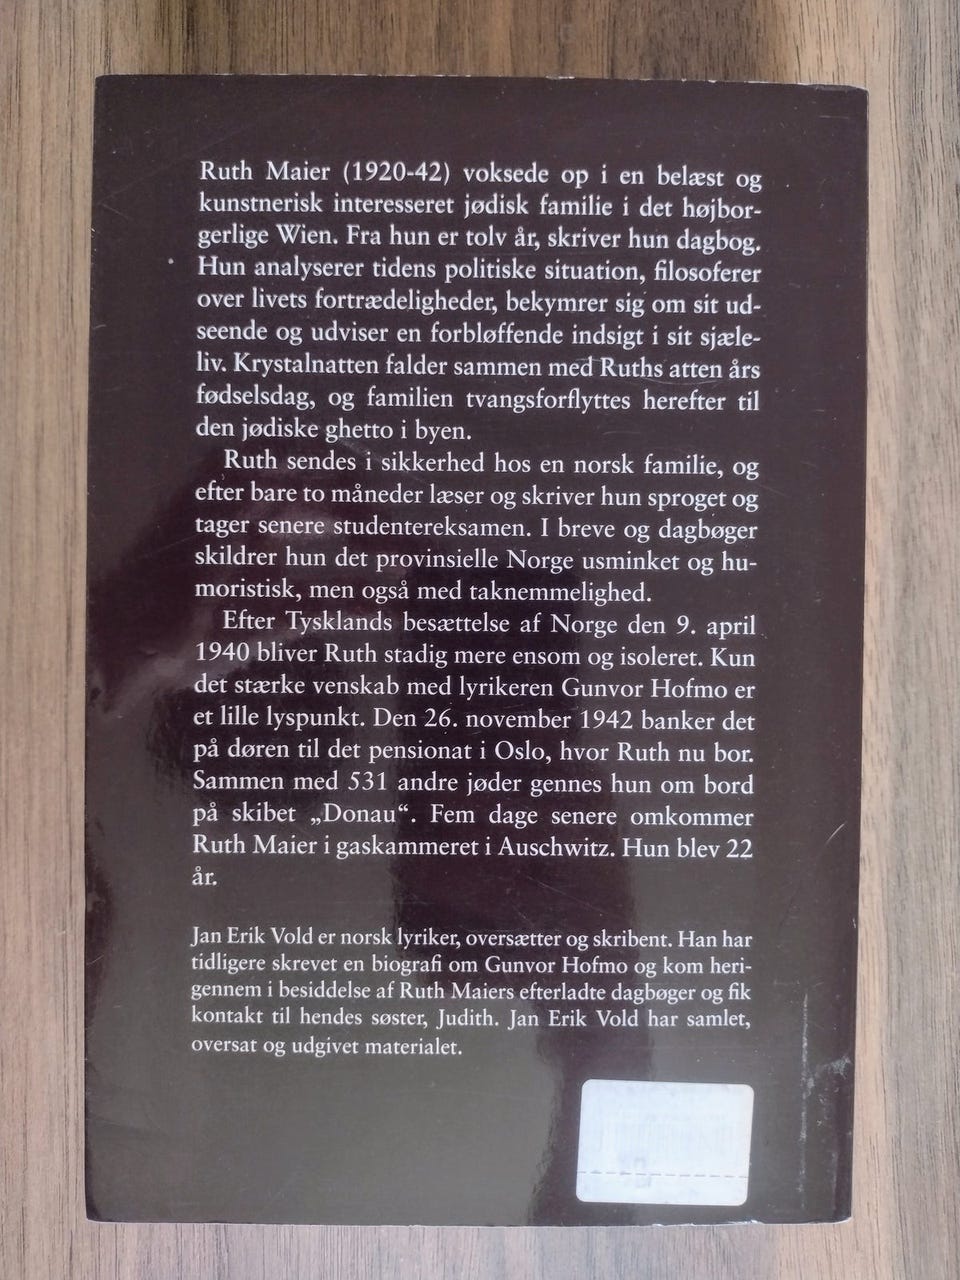 Ruth Maier (1920-42) voksede op i en belæst og
kunstnerisk interesseret jødisk familie i det højbor-
gerlige Wien. Fra hun er tolv år, skriver hun dagbog.
Hun analyserer tidens politiske situation, filosoferer
over livets fortrædeligheder, bekymrer sig om sit ud-
seende og udviser en forbløffende indsigt i sit sjæle-
liv. Krystalnatten falder sammen med Ruths atten års
fødselsdag, og familien tvangsforflyttes herefter til
den jødiske ghetto i byen.
Ruth sendes i sikkerhed hos en norsk familie, og
efter bare to måneder læser og skriver hun sproget og
tager senere studentereksamen. I breve og dagbøger
skildrer hun det provinsielle Norge usminket og hu-
moristisk, men også med taknemmelighed.
Efter Tysklands besættelse af Norge den 9. april
1940 bliver Ruth stadig mere ensom og isoleret. Kun
det stærke venskab med lyrikeren Gunvor Hofmo er
et lille lyspunkt. Den 26. november 1942 banker det
på døren til det pensionat i Oslo, hvor Ruth nu bor.
Sammen med 531 andre jøder gennes hun om bord
på skibet „Donau“. Fem dage senere omkommer
Ruth Maier i gaskammeret i Auschwitz. Hun blev 22
år.
Jan Erik Vold er norsk lyriker, oversætter og skribent. Han har
tidligere skrevet en biografi om Gunvor Hofmo og kom heri-
gennem i besiddelse af Ruth Maiers efterladte dagbøger og fik
kontakt til hendes søster, Judith. Jan Erik Vold har samlet,
oversat og udgivet materialet.